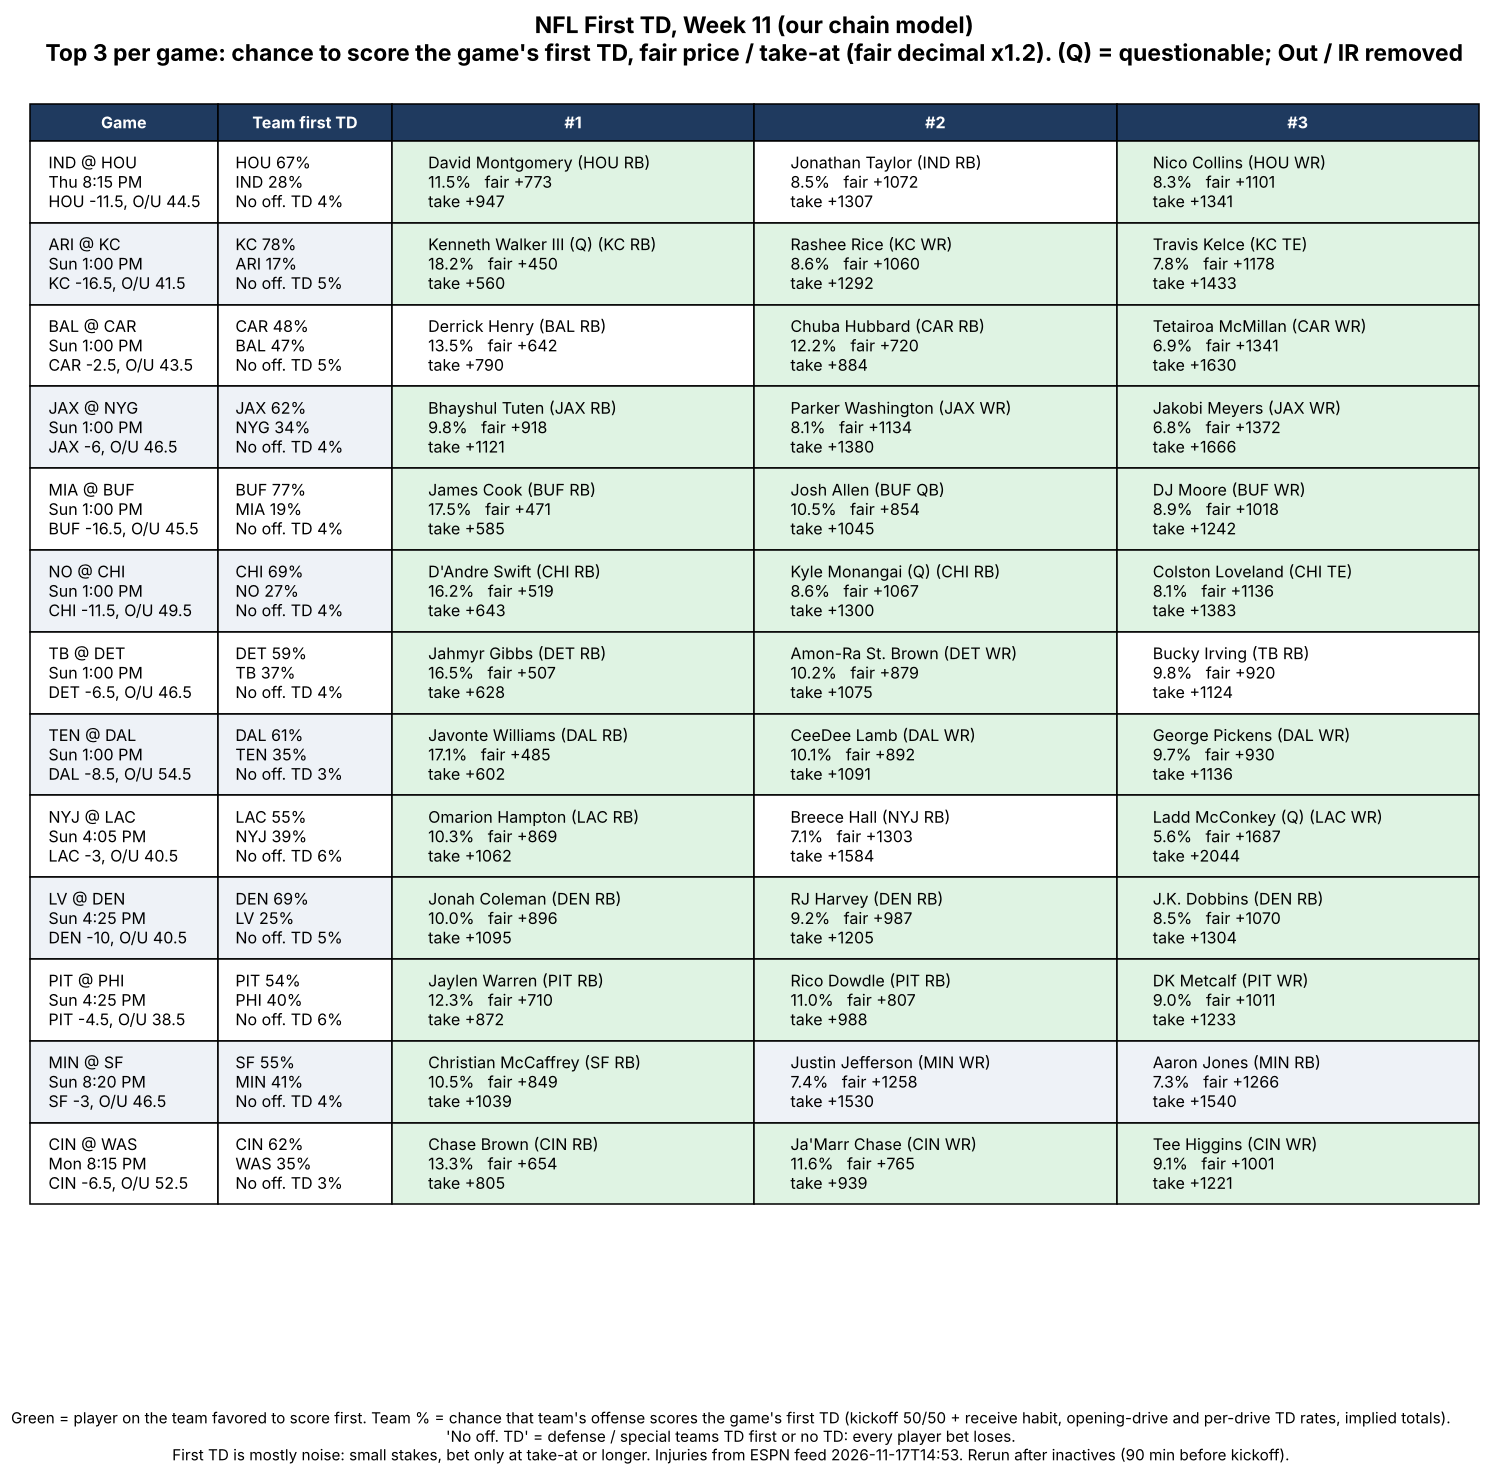 NFL First TD, Week 11 (our chain model)
Top 3 per game: chance to score the game's first TD, fair price / take-at (fair decimal x1.2). (Q) = questionable; Out / IR removed
Game
Team first TD
#1
#2
#3
IND @ HOU
Thu 8:15 PM
HOU -11.5, O/U 44.5
HOU 67%
IND 28%
No off. TD 4%
David Montgomery (HOU RB)
11.5% fair +773
take +947
Jonathan Taylor (IND RB)
8.5% fair +1072
take +1307
Nico Collins (HOU WR)
8.3% fair +1101
take +1341
ARI @ KC
Sun 1:00 PM
KC -16.5, O/U 41.5
KC 78%
ARI 17%
No off. TD 5%
Kenneth Walker III (Q) (KC RB)
18.2% fair +450
take +560
Rashee Rice (KC WR)
8.6% fair +1060
take +1292
Travis Kelce (KC TE)
7.8% fair +1178
take +1433
BAL @ CAR
Sun 1:00 PM
CAR -2.5, O/U 43.5
CAR 48%
BAL 47%
No off. TD 5%
Derrick Henry (BAL RB)
13.5% fair +642
take +790
Chuba Hubbard (CAR RB)
12.2% fair +720
take +884
Tetairoa McMillan (CAR WR)
6.9% fair +1341
take +1630
JAX @ NYG
Sun 1:00 PM
JAX -6, O/U 46.5
JAX 62%
NYG 34%
No off. TD 4%
Bhayshul Tuten (JAX RB)
9.8% fair +918
take +1121
Parker Washington (JAX WR)
8.1% fair +1134
take +1380
Jakobi Meyers (JAX WR)
6.8% fair +1372
take +1666
MIA @ BUF
Sun 1:00 PM
BUF -16.5, O/U 45.5
BUF 77%
MIA 19%
No off. TD 4%
James Cook (BUF RB)
17.5% fair +471
take +585
Josh Allen (BUF QB)
10.5% fair +854
take +1045
DJ Moore (BUF WR)
8.9% fair +1018
take +1242
NO @ CHI
Sun 1:00 PM
CHI -11.5, O/U 49.5
CHI 69%
NO 27%
No off. TD 4%
D'Andre Swift (CHI RB)
16.2% fair +519
take +643
Kyle Monangai (Q) (CHI RB)
8.6% fair +1067
take +1300
Colston Loveland (CHI TE)
8.1% fair +1136
take +1383
TB @ DET
Sun 1:00 PM
DET -6.5, O/U 46.5
DET 59%
TB 37%
No off. TD 4%
Jahmyr Gibbs (DET RB)
16.5% fair +507
take +628
Amon-Ra St. Brown (DET WR)
10.2% fair +879
take +1075
Bucky Irving (TB RB)
9.8% fair +920
take +1124
TEN @ DAL
Sun 1:00 PM
DAL -8.5, O/U 54.5
DAL 61%
TEN 35%
No off. TD 3%
Javonte Williams (DAL RB)
17.1% fair +485
take +602
CeeDee Lamb (DAL WR)
10.1% fair +892
take +1091
George Pickens (DAL WR)
9.7% fair +930
take +1136
NYJ @ LAC
Sun 4:05 PM
LAC -3, O/U 40.5
LAC 55%
NYJ 39%
No off. TD 6%
Omarion Hampton (LAC RB)
10.3% fair +869
take +1062
Breece Hall (NYJ RB)
7.1% fair +1303
take +1584
Ladd McConkey (Q) (LAC WR)
5.6% fair +1687
take +2044
LV @ DEN
Sun 4:25 PM
DEN -10, O/U 40.5
DEN 69%
LV 25%
No off. TD 5%
Jonah Coleman (DEN RB)
10.0% fair +896
take +1095
RJ Harvey (DEN RB)
9.2% fair +987
take +1205
J.K. Dobbins (DEN RB)
8.5% fair +1070
take +1304
PIT @ PHI
Sun 4:25 PM
PIT -4.5, O/U 38.5
PIT 54%
PHI 40%
No off. TD 6%
Jaylen Warren (PIT RB)
12.3% fair +710
take +872
Rico Dowdle (PIT RB)
11.0% fair +807
take +988
DK Metcalf (PIT WR)
9.0% fair +1011
take +1233
MIN @ SF
Sun 8:20 PM
SF -3, O/U 46.5
SF 55%
MIN 41%
No off. TD 4%
Christian McCaffrey (SF RB)
10.5% fair +849
take +1039
Justin Jefferson (MIN WR)
7.4% fair +1258
take +1530
Aaron Jones (MIN RB)
7.3% fair +1266
take +1540
CIN @ WAS
Mon 8:15 PM
CIN -6.5, O/U 52.5
CIN 62%
WAS 35%
No off. TD 3%
Chase Brown (CIN RB)
13.3% fair +654
take +805
Ja'Marr Chase (CIN WR)
11.6% fair +765
take +939
Tee Higgins (CIN WR)
9.1% fair +1001
take +1221
Green = player on the team favored to score first. Team % = chance that team's offense scores the game's first TD (kickoff 50/50 + receive habit, opening-drive and per-drive TD rates, implied totals).
'No off. TD' = defense / special teams TD first or no TD: every player bet loses.
First TD is mostly noise: small stakes, bet only at take-at or longer. Injuries from ESPN feed 2026-11-17T14:53. Rerun after inactives (90 min before kickoff).